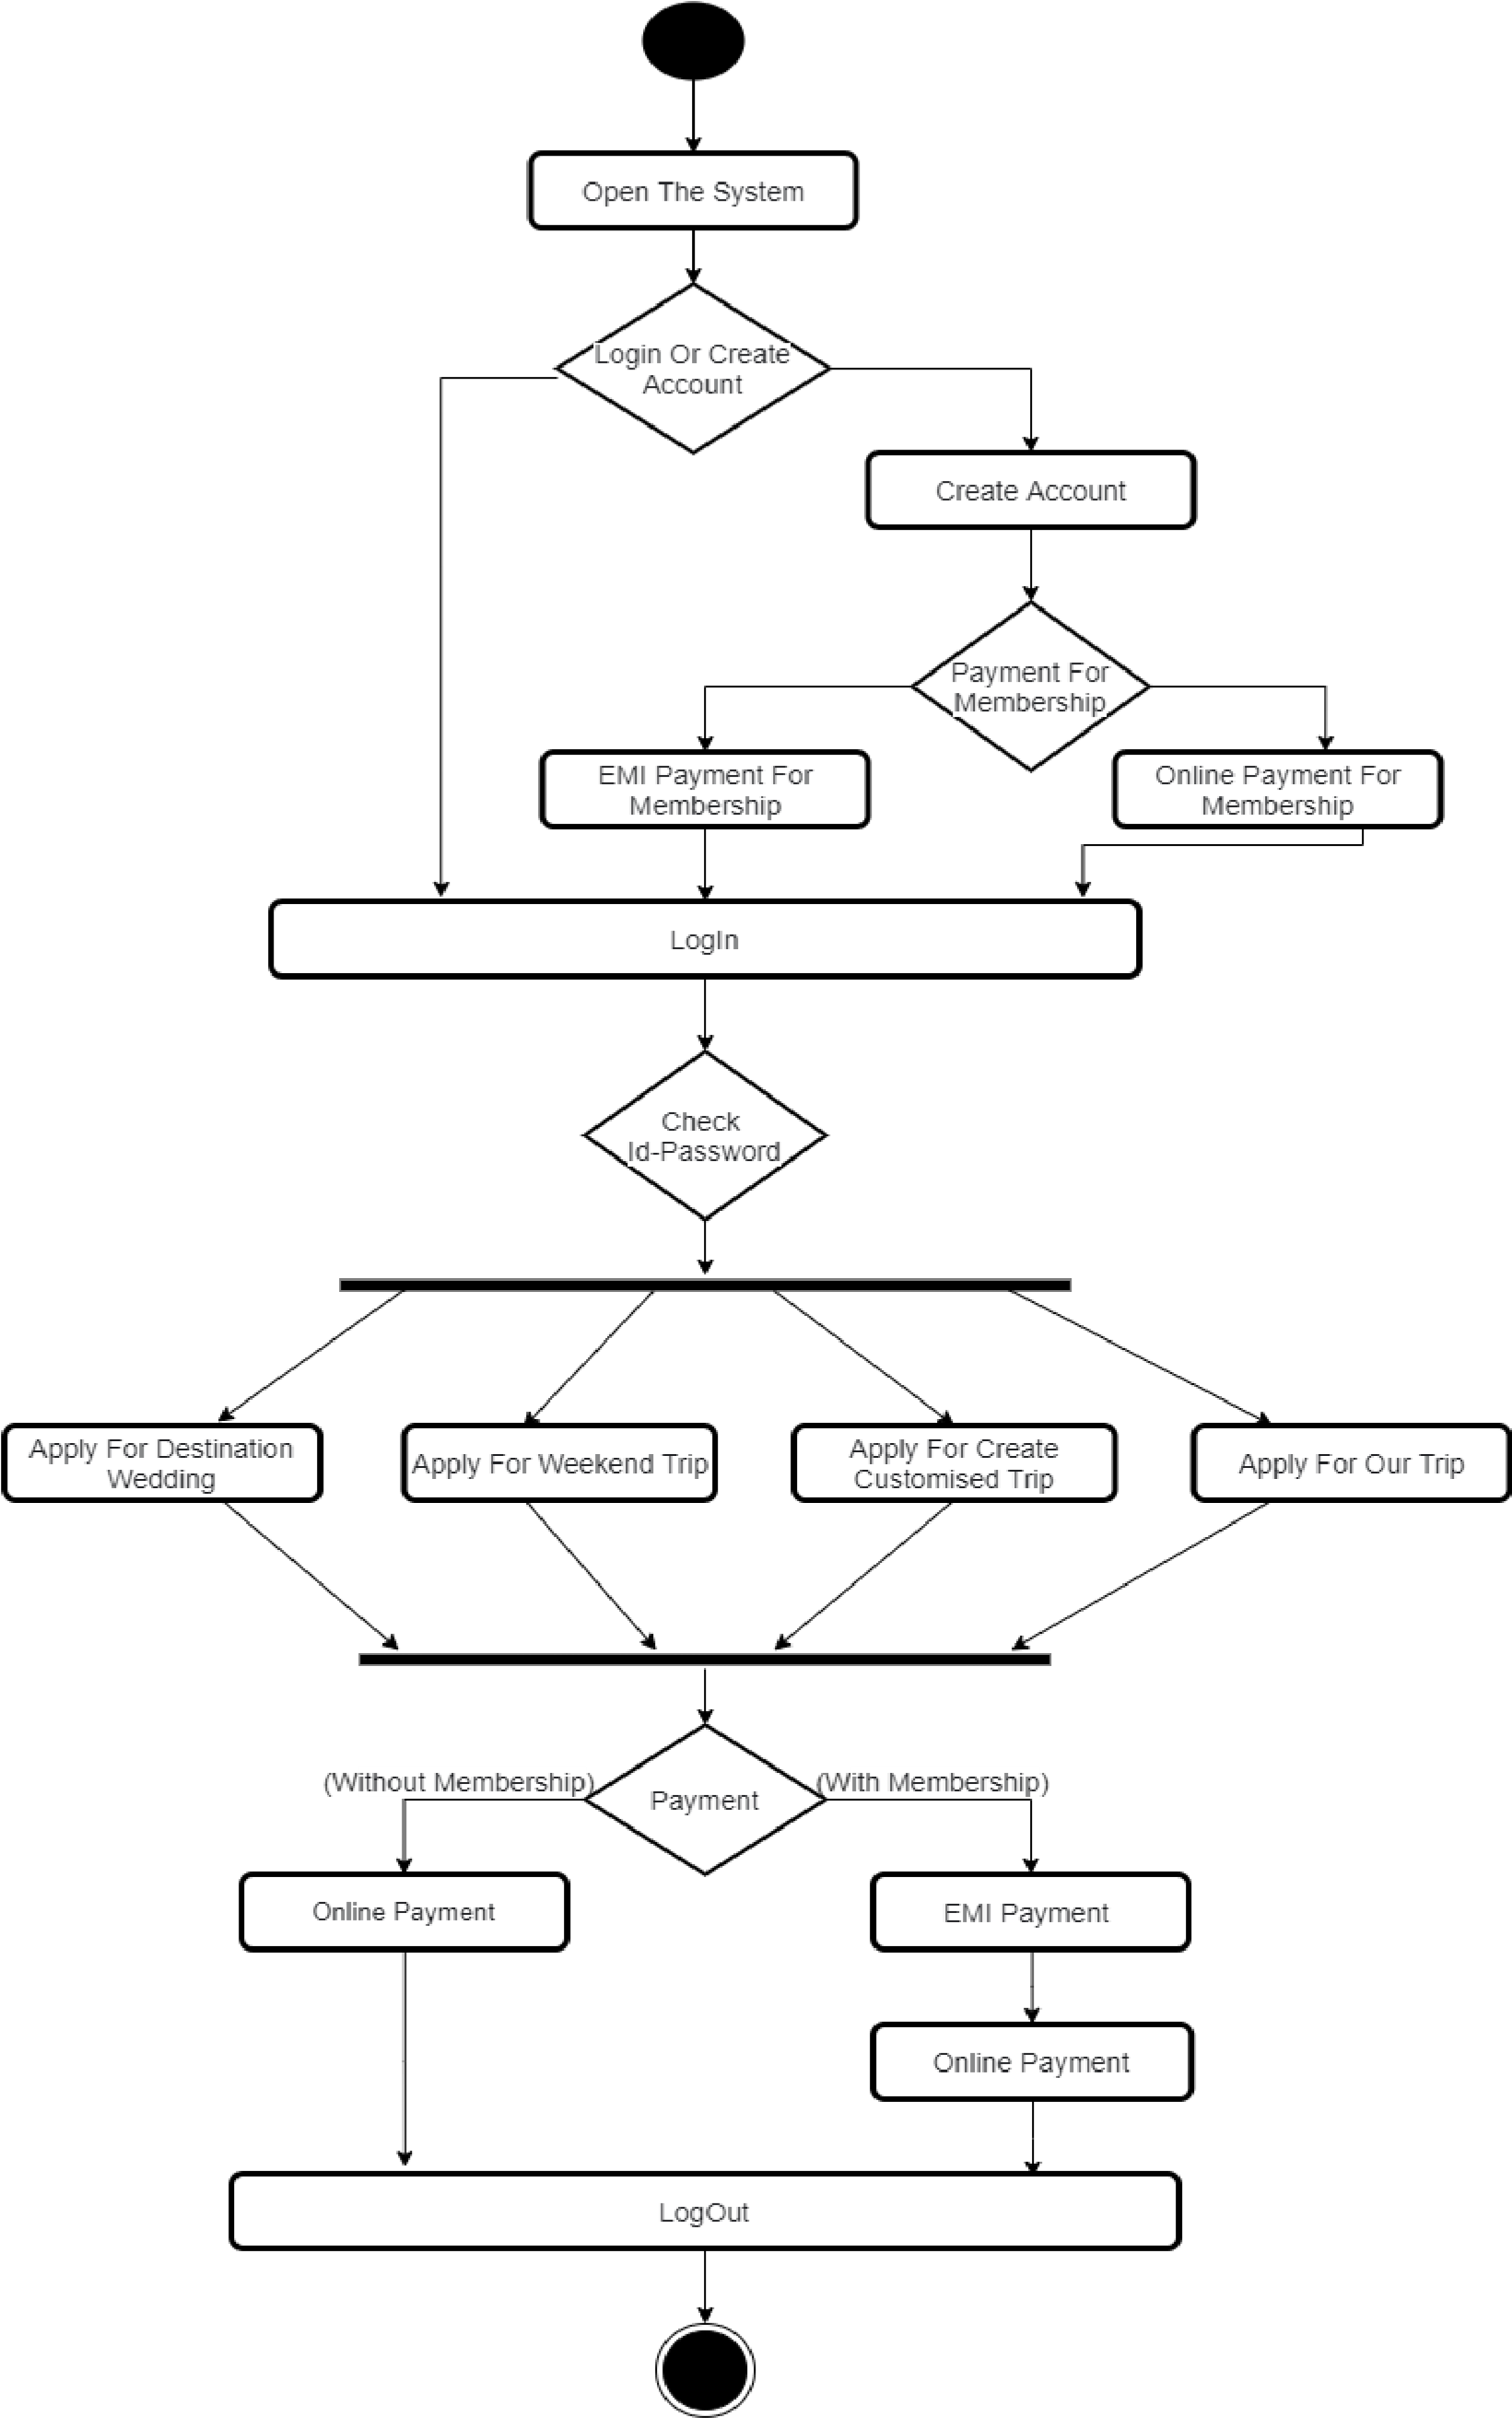 Open The System
Login Or Create
Account
Create Account
Payment For
Membership
EMI Payment For
Membership
Online Payment For
Membership
LogIn
Check
Id-Password
Apply For Destination
Wedding
Apply For Weekend Trip
Apply For Create
Customised Trip
Apply For Our Trip
(Without Membership)
(With Membership)
Payment
Online Payment
EMI Payment
Online Payment
LogOut